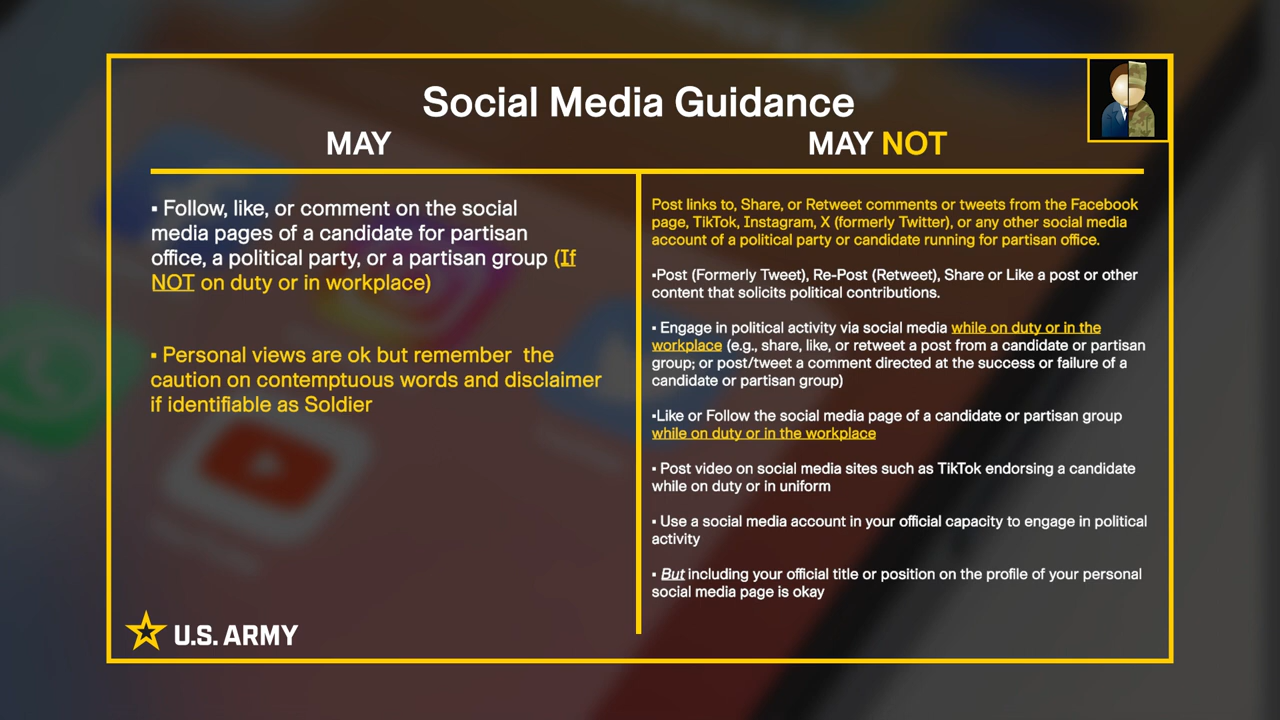 Social Media Guidance
MAY
▪ Follow, like, or comment on the social
media pages of a candidate for partisan
office, a political party, or a partisan group (If
NOT on duty or in workplace)
▪ Personal views are ok but remember  the
caution on contemptuous words and disclaimer
if identifiable as Soldier
MAY NOT
Post links to, Share, or Retweet comments or tweets from the Facebook
page, TikTok, Instagram, X (formerly Twitter), or any other social media
account of a political party or candidate running for partisan office.
▪Post (Formerly Tweet), Re-Post (Retweet), Share or Like a post or other
content that solicits political contributions.
▪ Engage in political activity via social media while on duty or in the
workplace (e.g., share, like, or retweet a post from a candidate or partisan
group; or post/tweet a comment directed at the success or failure of a
candidate or partisan group)
▪Like or Follow the social media page of a candidate or partisan group
while on duty or in the workplace
▪ Post video on social media sites such as TikTok endorsing a candidate
while on duty or in uniform
▪ Use a social media account in your official capacity to engage in political
activity
▪ But including your official title or position on the profile of your personal
social media page is okay
U.S. ARMY